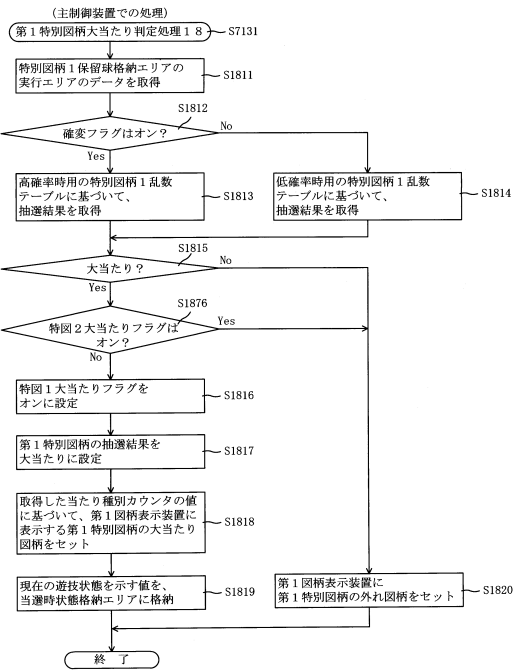 (主制御装置での処理)
第1特別図柄大当たり判定処理18
S7131
特別図柄1保留球格納エリアの
実行エリアのデータを取得
S1811
S1812
確変フラグはオン?
No
Yes
高確率時用の特別図柄1乱数
テーブルに基づいて、
抽選結果を取得
S1813
低確率時用の特別図柄1乱数
テーブルに基づいて、
抽選結果を取得
S1814
S1815
大当たり?
No
Yes
S1876
特図2大当たりフラグは
オン?
Yes
No
特図1大当たりフラグを
オンに設定
S1816
第1特別図柄の抽選結果を
大当たりに設定
S1817
取得した当たり種別カウンタの値
に基づいて、第1図柄表示装置に
表示する第1特別図柄の大当たり
図柄をセット
S1818
現在の遊技状態を示す値を、
当選時状態格納エリアに格納
S1819
第1図柄表示装置に
第1特別図柄の外れ図柄をセット
S1820
終 了